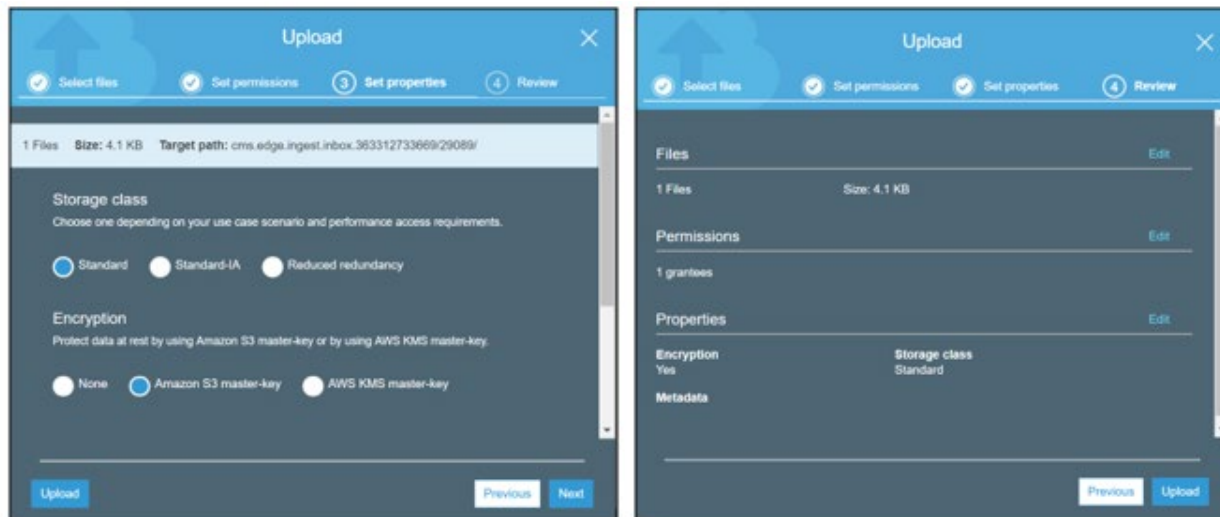 Upload
Select files
Set permissions
3 Set properties
4 Review
1 Files Size: 4.1 KB Target path: cms.edge.ingest.inbox.363312733669/29089/
Storage class
Choose one depending on your use case scenario and performance access requirements.
Standard Standard-IA Reduced redundancy
Encryption
Protect data at rest by using Amazon S3 master-key or by using AWS KMS master-key.
None Amazon S3 master-key AWS KMS master-key
Upload Previous Next
Upload
Select files
Set permissions
Set properties
4 Review
Files Edit
1 Files Size: 4.1 KB
Permissions Edit
1 grantees
Properties Edit
Encryption Storage class
Yes Standard
Metadata
Previous Upload